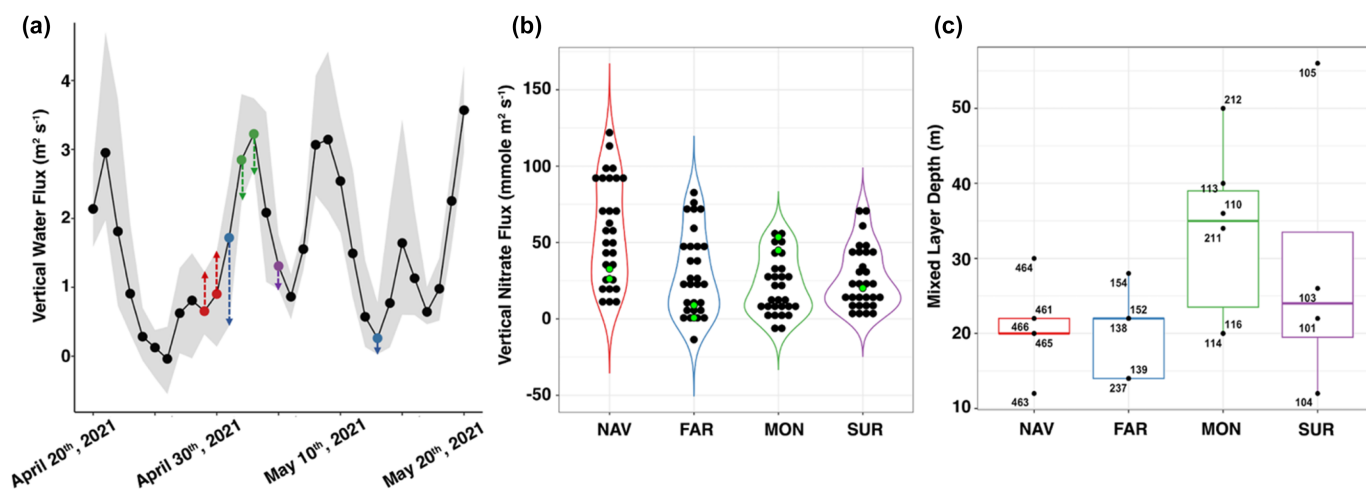 (a)
Vertical Water Flux (m² s⁻¹)
4
3
2
1
0
April 20ᵗʰ, 2021
April 30ᵗʰ, 2021
May 10ᵗʰ, 2021
May 20ᵗʰ, 2021
(b)
Vertical Nitrate Flux (mmole m² s⁻¹)
150
100
50
0
-50
NAV
FAR
MON
SUR
(c)
Mixed Layer Depth (m)
50
40
30
20
10
464
461
466
465
463
154
152
138
139
237
212
113
110
211
116
114
105
103
101
104
NAV
FAR
MON
SUR